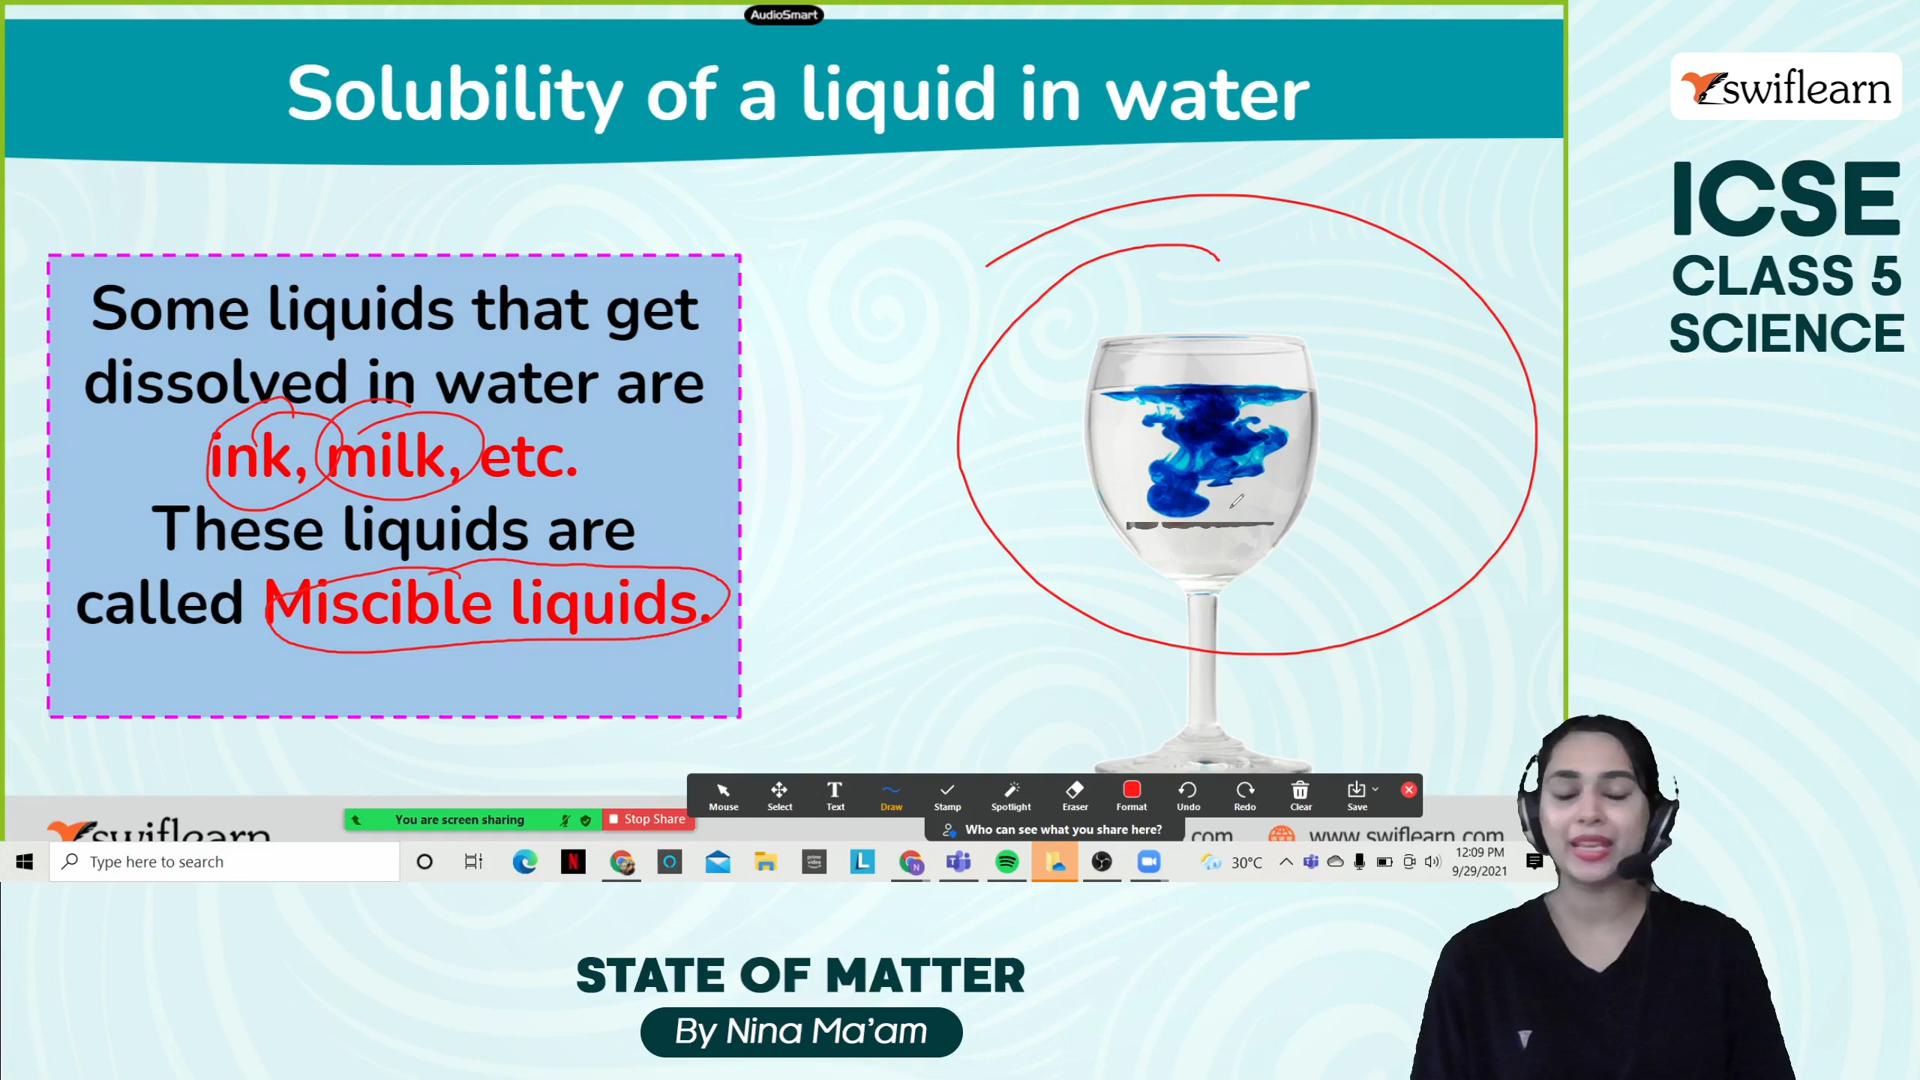 AudioSmart
Solubility of a liquid in water
Some liquids that get
dissolved in water are
ink, milk, etc.
These liquids are
called Miscible liquids.
swiflearn
ICSE
CLASS 5
SCIENCE
Mouse
Select
Text
Draw
Stamp
Spotlight
Eraser
Format
Undo
Redo
Clear
Save
You are screen sharing
Stop Share
Who can see what you share here?
swiflearn
.com
www.swiflearn.com
Type here to search
30°C
12:09 PM
9/29/2021
STATE OF MATTER
By Nina Ma'am